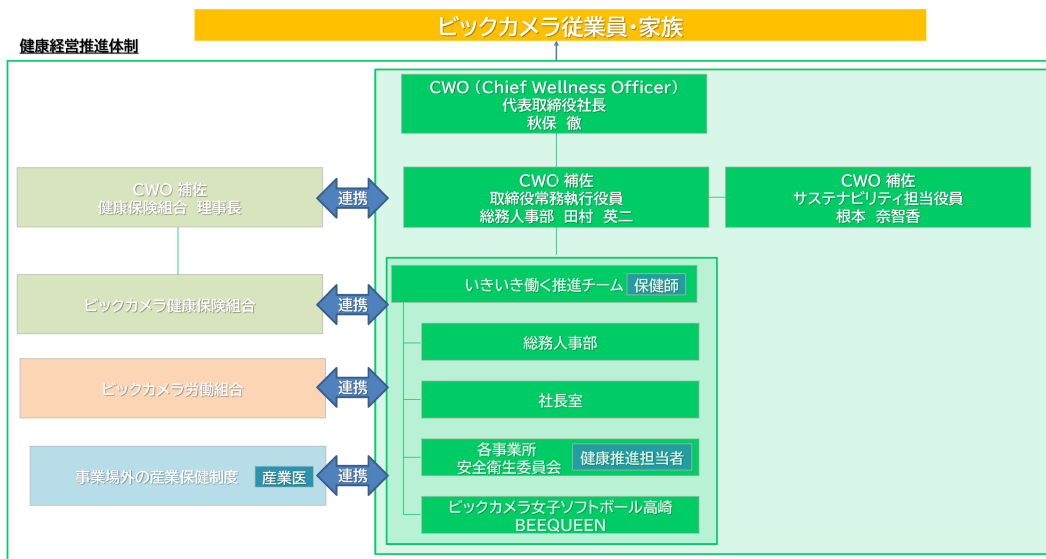 ビックカメラ従業員・家族
健康経営推進体制
CWO（Chief Wellness Officer）
代表取締役社長
秋保　徹
CWO 補佐
健康保険組合　理事長
連携
CWO 補佐
取締役常務執行役員
総務人事部　田村　英二
CWO 補佐
サステナビリティ担当役員
根本　奈智香
ビックカメラ健康保険組合
連携
いきいき働く推進チーム
保健師
総務人事部
ビックカメラ労働組合
連携
社長室
事業場外の産業保健制度
産業医
連携
各事業所
安全衛生委員会
健康推進担当者
ビックカメラ女子ソフトボール高崎
BEEQUEEN